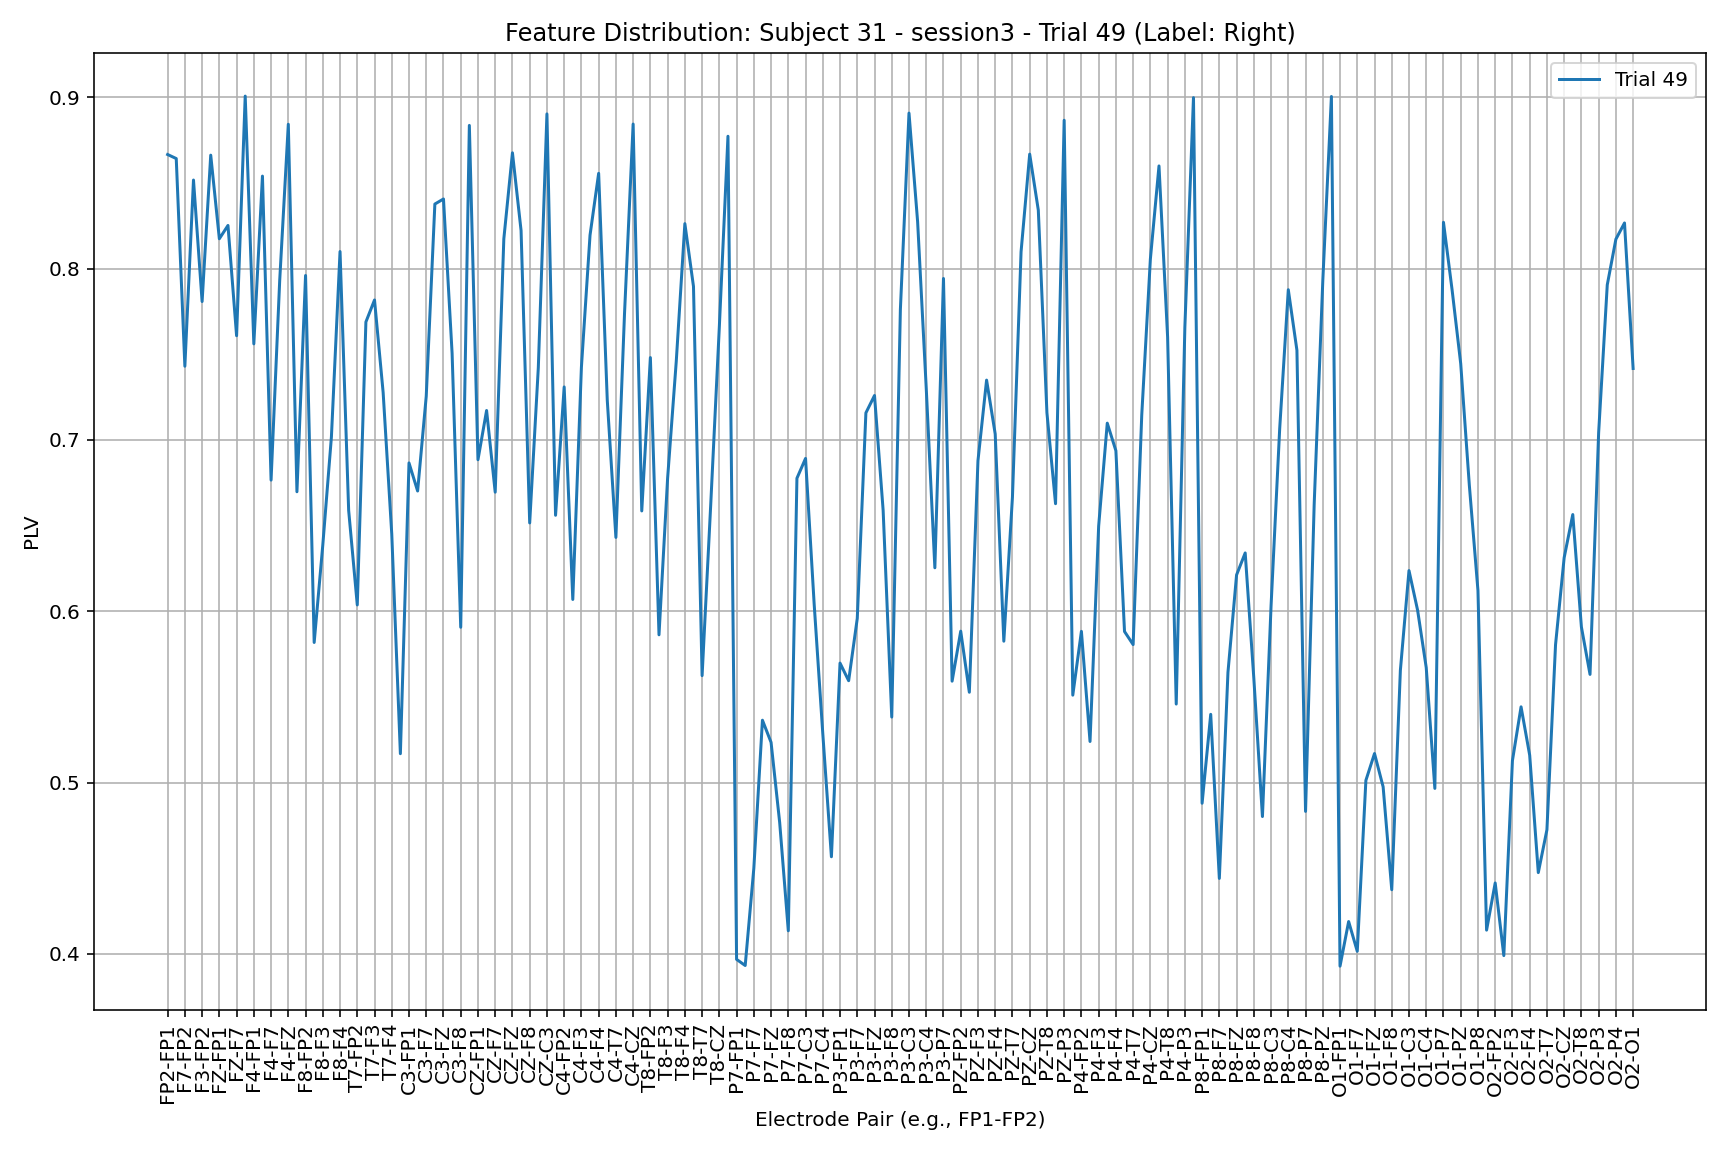 Feature Distribution: Subject 31 - session3 - Trial 49 (Label: Right)
Trial 49
0.9
0.8
0.7
0.6
0.5
0.4
PLV
FP2-FP1
F7-FP2
F3-FP2
FZ-FP1
FZ-F7
F4-FP1
F4-F7
F4-FZ
F8-FP2
F8-F3
F8-F4
T7-FP2
T7-F3
T7-F4
C3-FP1
C3-F7
C3-FZ
C3-F8
CZ-FP1
CZ-F7
CZ-FZ
CZ-F8
CZ-C3
C4-FP2
C4-F3
C4-F4
C4-T7
C4-CZ
T8-FP2
T8-F3
T8-F4
T8-T7
T8-CZ
P7-FP1
P7-F7
P7-FZ
P7-F8
P7-C3
P7-C4
P3-FP1
P3-F7
P3-FZ
P3-F8
P3-C3
P3-C4
P3-P7
PZ-FP2
PZ-F3
PZ-F4
PZ-T7
PZ-CZ
PZ-T8
PZ-P3
P4-FP2
P4-F3
P4-F4
P4-T7
P4-CZ
P4-T8
P4-P3
P8-FP1
P8-F7
P8-FZ
P8-F8
P8-C3
P8-C4
P8-P7
P8-PZ
O1-FP1
O1-F7
O1-FZ
O1-F8
O1-C3
O1-C4
O1-P7
O1-PZ
O1-P8
O2-FP2
O2-F3
O2-F4
O2-T7
O2-CZ
O2-T8
O2-P3
O2-P4
O2-O1
Electrode Pair (e.g., FP1-FP2)